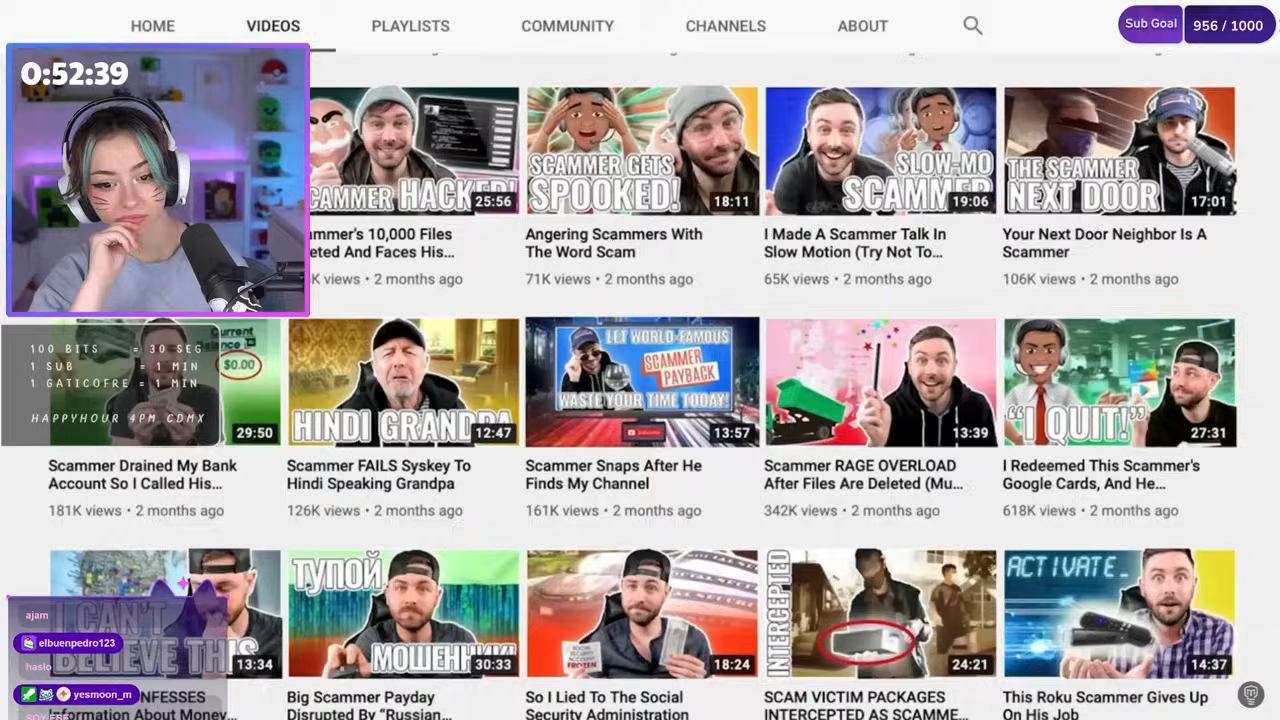 HOME
VIDEOS
PLAYLISTS
COMMUNITY
CHANNELS
ABOUT
Sub Goal
956 / 1000
0:52:39
SCAMMER HACKED!
25:56
SCAMMER GETS
SPOOKED!
18:11
SLOW-MO
SCAMMER
19:06
THE SCAMMER
NEXT DOOR
17:01
Files
Faces His...
views • 2 months ago
Angering Scammers With
The Word Scam
71K views • 2 months ago
I Made A Scammer Talk In
Slow Motion (Try Not To...
65K views • 2 months ago
Your Next Door Neighbor Is A
Scammer
106K views • 2 months ago
100 BITS = 30 SEG
1 SUB = 1 MIN
1 GATICOFRE = 1 MIN
HAPPYHOUR 4PM CDMX
Current
Balance
$0.00
29:50
HINDI GRANDPA
12:47
LET WORLD-FAMOUS
SCAMMER
PAYBACK
WASTE YOUR TIME TODAY!
13:57
13:39
"I QUIT!"
27:31
Scammer Drained My Bank
Account So I Called His...
181K views • 2 months ago
Scammer FAILS Syskey To
Hindi Speaking Grandpa
126K views • 2 months ago
Scammer Snaps After He
Finds My Channel
161K views • 2 months ago
Scammer RAGE OVERLOAD
After Files Are Deleted (Mu...
342K views • 2 months ago
I Redeemed This Scammer's
Google Cards, And He...
618K views • 2 months ago
I CAN'T
BELIEVE THIS
13:34
ТУПОЙ
МОШЕННИК
30:33
SOCIAL
SECURITY
ACCOUNT
FROZEN
18:24
INTERCEPTED
24:21
ACTIVATE_
14:37
ajam
elbuenpedro123
hasio
yesmoon_m
Information About Money...
Big Scammer Payday
Disrupted By "Russian...
So I Lied To The Social
Security Administration
SCAM VICTIM PACKAGES
INTERCEPTED AS SCAMME...
This Roku Scammer Gives Up
On His Job